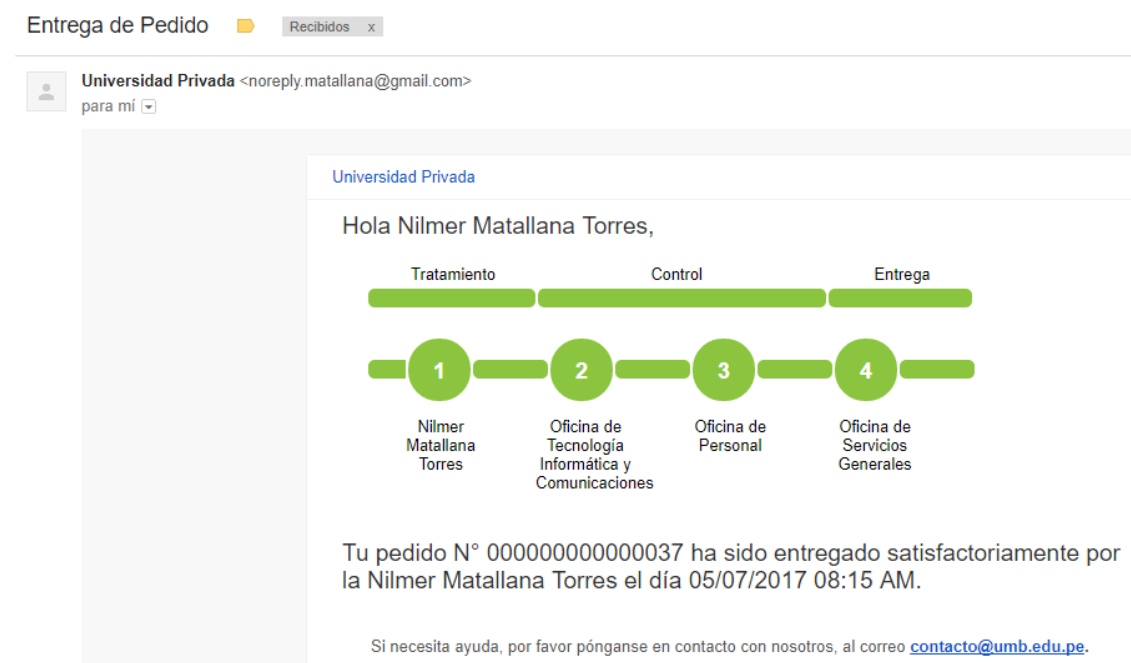 Entrega de Pedido Recibidos x
Universidad Privada <noreply.matallana@gmail.com>
para mí
Universidad Privada
Hola Nilmer Matallana Torres,
Tratamiento Control Entrega
1 2 3 4
Nilmer Oficina de Oficina de Oficina de
Matallana Tecnología Personal Servicios
Torres Informática y Generales
Comunicaciones
Tu pedido N° 000000000000037 ha sido entregado satisfactoriamente por
la Nilmer Matallana Torres el día 05/07/2017 08:15 AM.
Si necesita ayuda, por favor pónganse en contacto con nosotros, al correo contacto@umb.edu.pe.